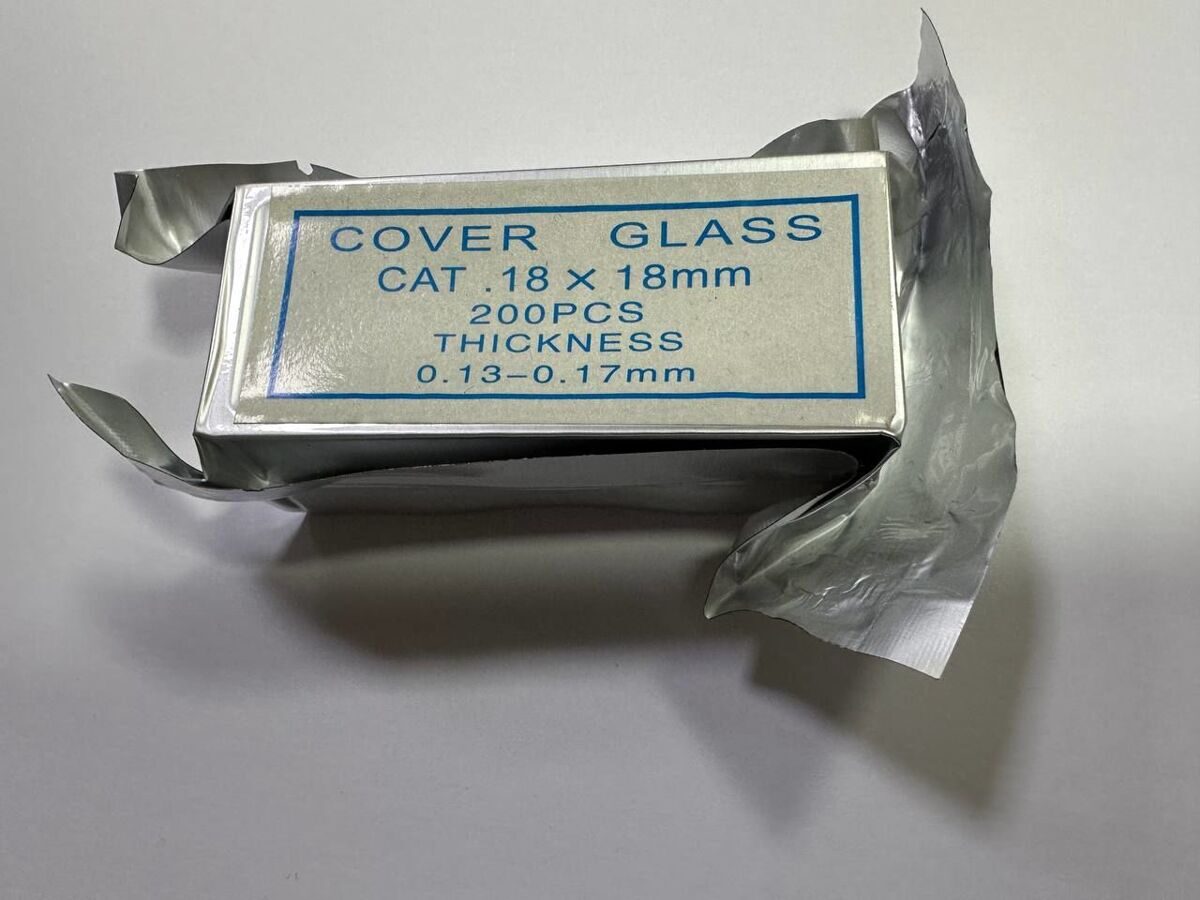 COVER GLASS
CAT .18 × 18mm
200PCS
THICKNESS
0.13-0.17mm